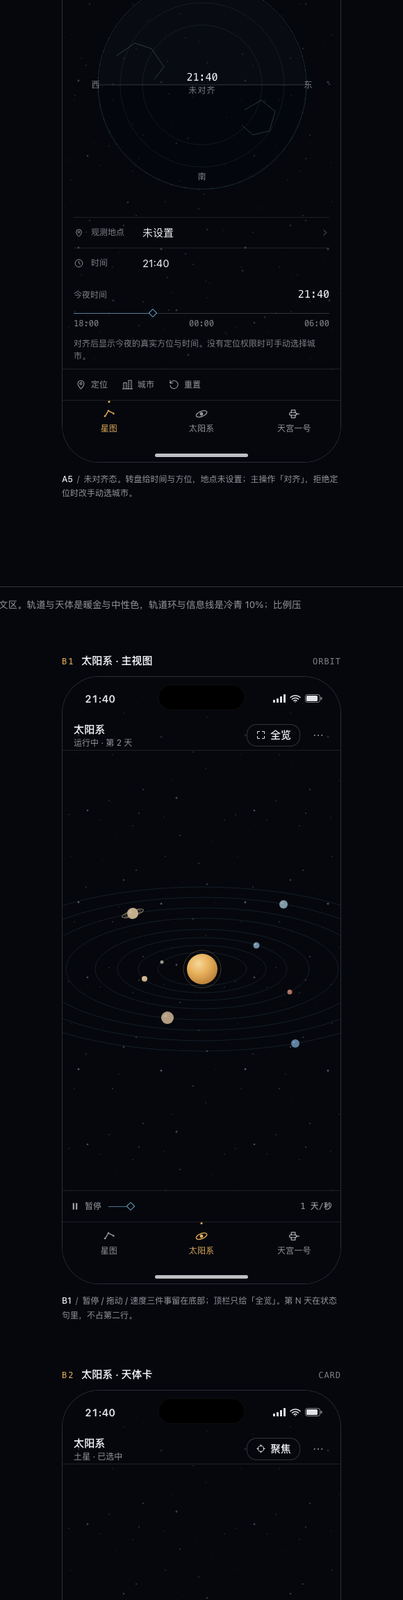 21:40
未对齐
西
东
南
观测地点 未设置
时间 21:40
今夜时间 21:40
18:00 00:00 06:00
对齐后显示今夜的真实方位与时间。没有定位权限时可手动选择城
市。
定位 城市 重置
星图 太阳系 天宫一号
A5 / 未对齐态。转盘给时间与方位，地点未设置；主操作「对齐」，拒绝定
位时改手动选城市。
文区。轨道与天体是暖金与中性色，轨道环与信息线是冷青 10%；比例压
B1 太阳系 · 主视图 ORBIT
21:40
太阳系
运行中 · 第 2 天
全览 ···
暂停 1 天/秒
星图 太阳系 天宫一号
B1 / 暂停 / 拖动 / 速度三件事留在底部；顶栏只给「全览」。第 N 天在状态
句里，不占第二行。
B2 太阳系 · 天体卡 CARD
21:40
太阳系
土星 · 已选中
聚焦 ···